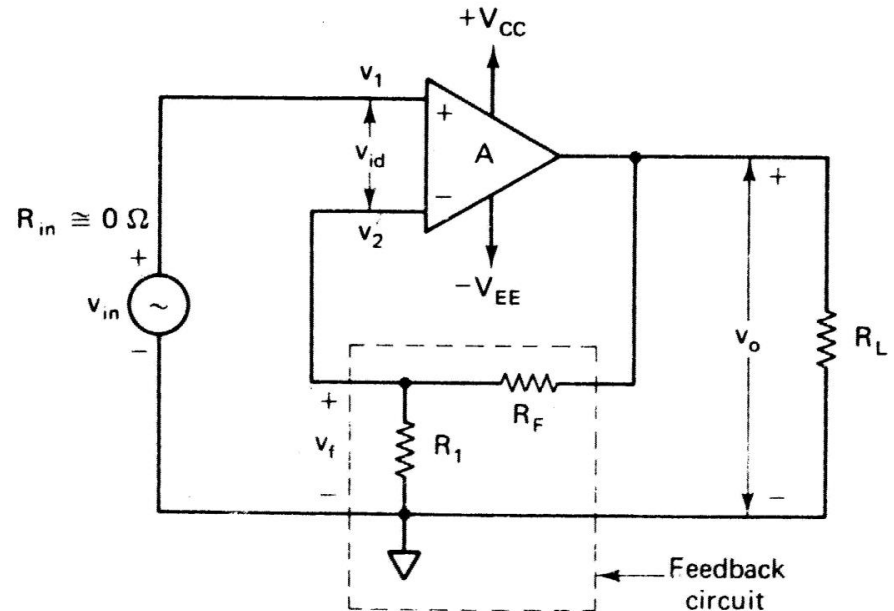 +V_CC
v_1
+
v_id
A
−
v_2
−V_EE
R_in ≅ 0 Ω
+
v_in
~
−
+
v_f
−
R_1
R_F
+
v_o
−
R_L
Feedback
circuit